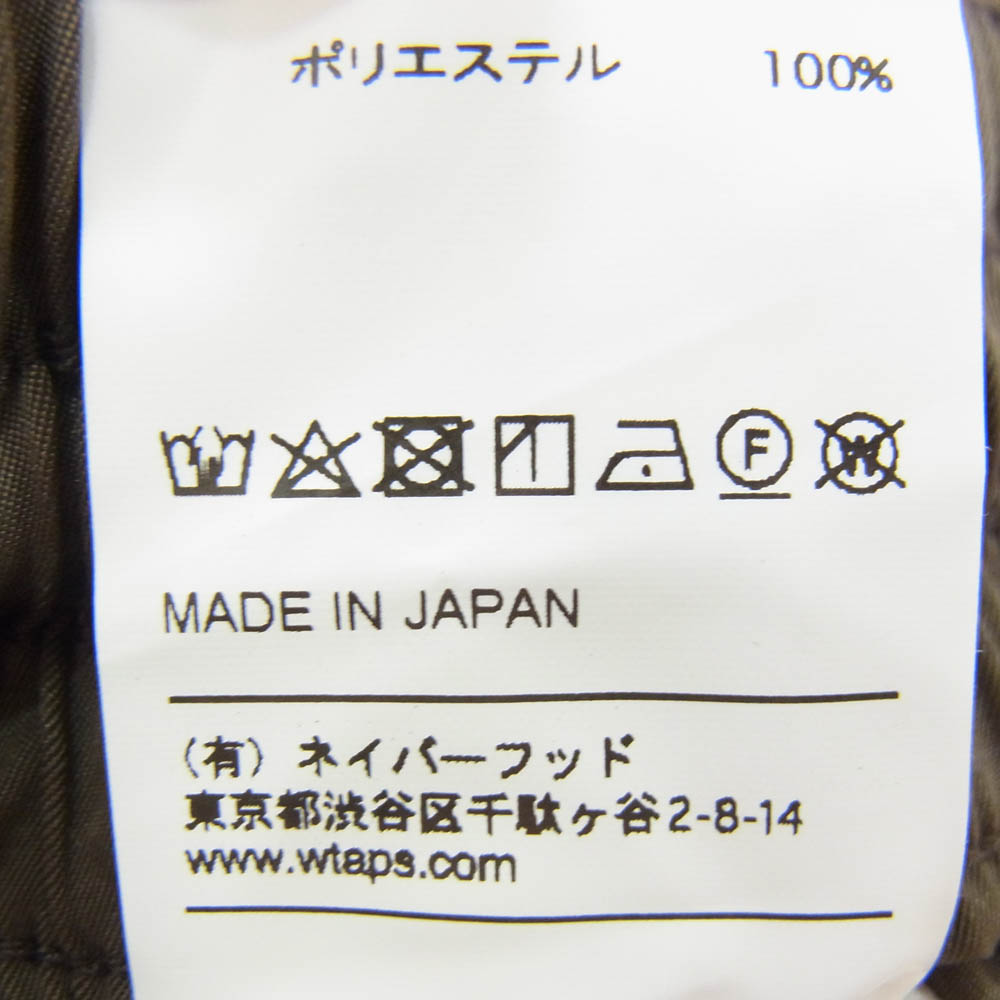 ポリエステル 100%
F
W
MADE IN JAPAN
(有) ネイバーフッド
東京都渋谷区千駄ヶ谷2-8-14
www.wtaps.com